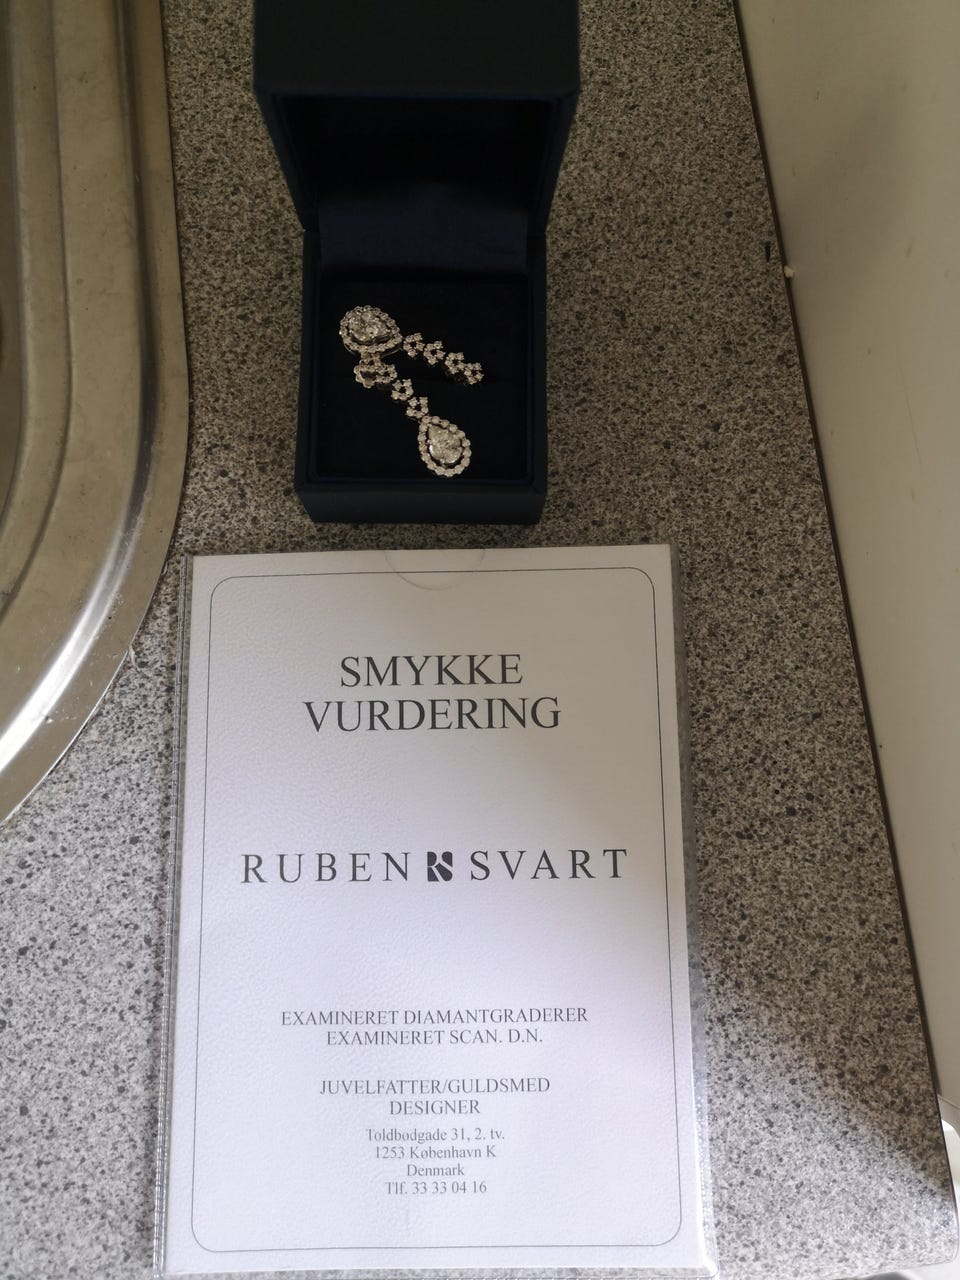 SMYKKE
VURDERING
RUBEN SVART
EXAMINERET DIAMANTGRADERER
EXAMINERET SCAN. D.N.
JUVELFATTER/GULDSMED
DESIGNER
Toldbodgade 31, 2. tv.
1253 København K
Denmark
Tlf. 33 33 04 16